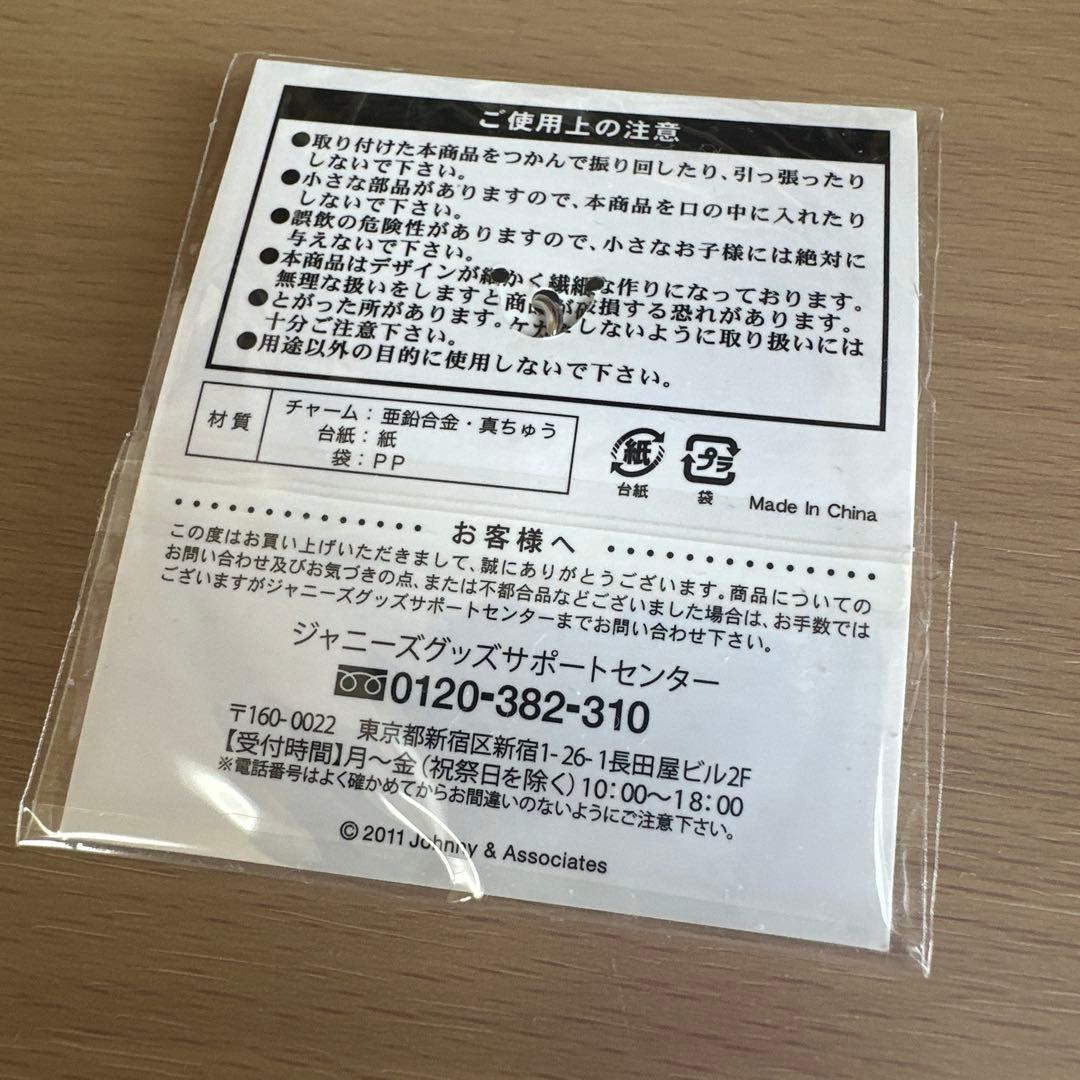 ご使用上の注意
●取り付けた本商品をつかんで振り回したり、引っ張ったり
しないで下さい。
●小さな部品がありますので、本商品を口の中に入れたり
しないで下さい。
●誤飲の危険性がありますので、小さなお子様には絶対に
与えないで下さい。
●本商品はデザインが細かく繊細な作りになっております。
無理な扱いをしますと商品が破損する恐れがあります。
●とがった所があります。ケガをしないように取り扱いには
十分ご注意下さい。
●用途以外の目的に使用しないで下さい。
材質
チャーム：亜鉛合金・真ちゅう
台紙：紙
袋：PP
紙
台紙
プラ
袋
Made In China
お客様へ
この度はお買い上げいただきまして、誠にありがとうございます。商品についての
お問い合わせ及びお気づきの点、または不都合品などございました場合は、お手数では
ございますがジャニーズグッズサポートセンターまでお問い合わせ下さい。
ジャニーズグッズサポートセンター
0120-382-310
〒160-0022 東京都新宿区新宿1-26-1長田屋ビル2F
【受付時間】月〜金（祝祭日を除く）10：00〜18：00
※電話番号はよく確かめてからお間違いのないようにご注意下さい。
© 2011 Johnny & Associates